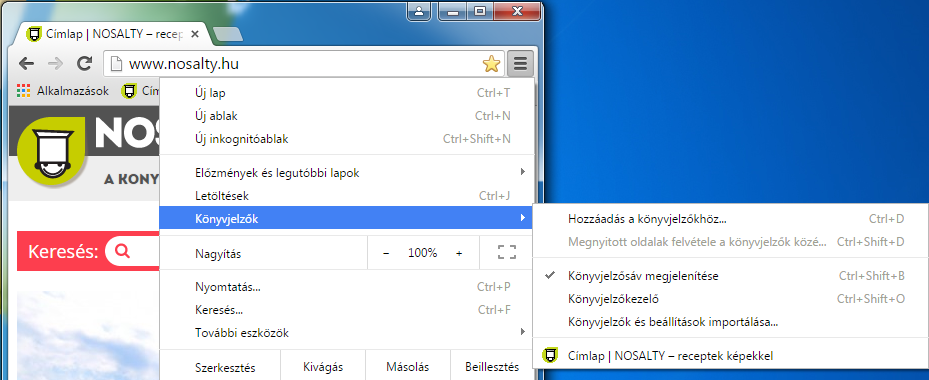 Címlap | NOSALTY – recept
www.nosalty.hu
Alkalmazások Cím
NOS
A KONY
Keresés:
Új lap Ctrl+T
Új ablak Ctrl+N
Új inkognitóablak Ctrl+Shift+N
Előzmények és legutóbbi lapok
Letöltések Ctrl+J
Könyvjelzők
Nagyítás − 100% +
Nyomtatás... Ctrl+P
Keresés... Ctrl+F
További eszközök
Szerkesztés Kivágás Másolás Beillesztés
Hozzáadás a könyvjelzőkhöz... Ctrl+D
Megnyitott oldalak felvétele a könyvjelzők közé... Ctrl+Shift+D
Könyvjelzősáv megjelenítése Ctrl+Shift+B
Könyvjelzőkezelő Ctrl+Shift+O
Könyvjelzők és beállítások importálása...
Címlap | NOSALTY – receptek képekkel